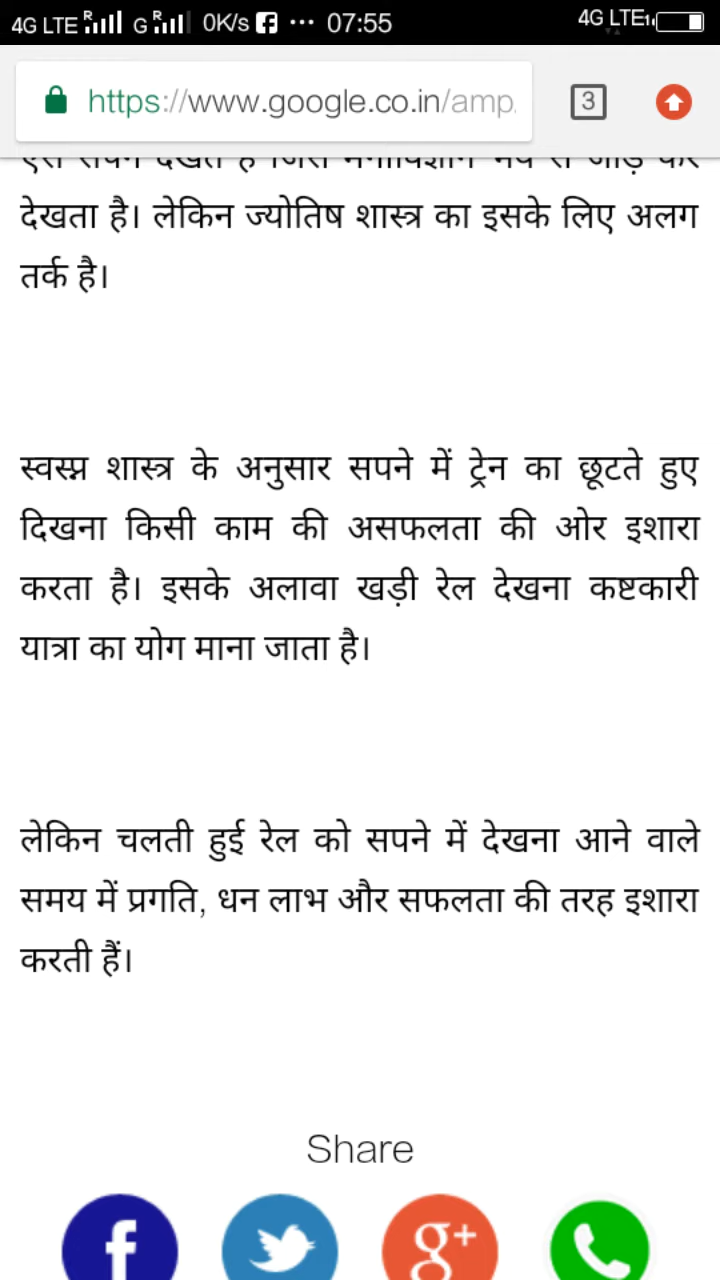 4G LTE R G R 0K/s f ··· 07:55 4G LTE1
https://www.google.co.in/amp. 3
देखता है। लेकिन ज्योतिष शास्त्र का इसके लिए अलग
तर्क है।
स्वस्प्न शास्त्र के अनुसार सपने में ट्रेन का छूटते हुए
दिखना किसी काम की असफलता की ओर इशारा
करता है। इसके अलावा खड़ी रेल देखना कष्टकारी
यात्रा का योग माना जाता है।
लेकिन चलती हुई रेल को सपने में देखना आने वाले
समय में प्रगति, धन लाभ और सफलता की तरह इशारा
करती हैं।
Share
f g+